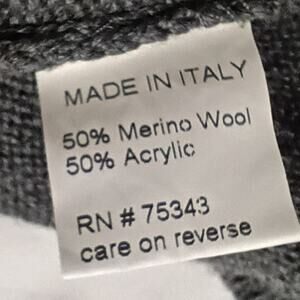 MADE IN ITALY
50% Merino Wool
50% Acrylic
RN # 75343
care on reverse